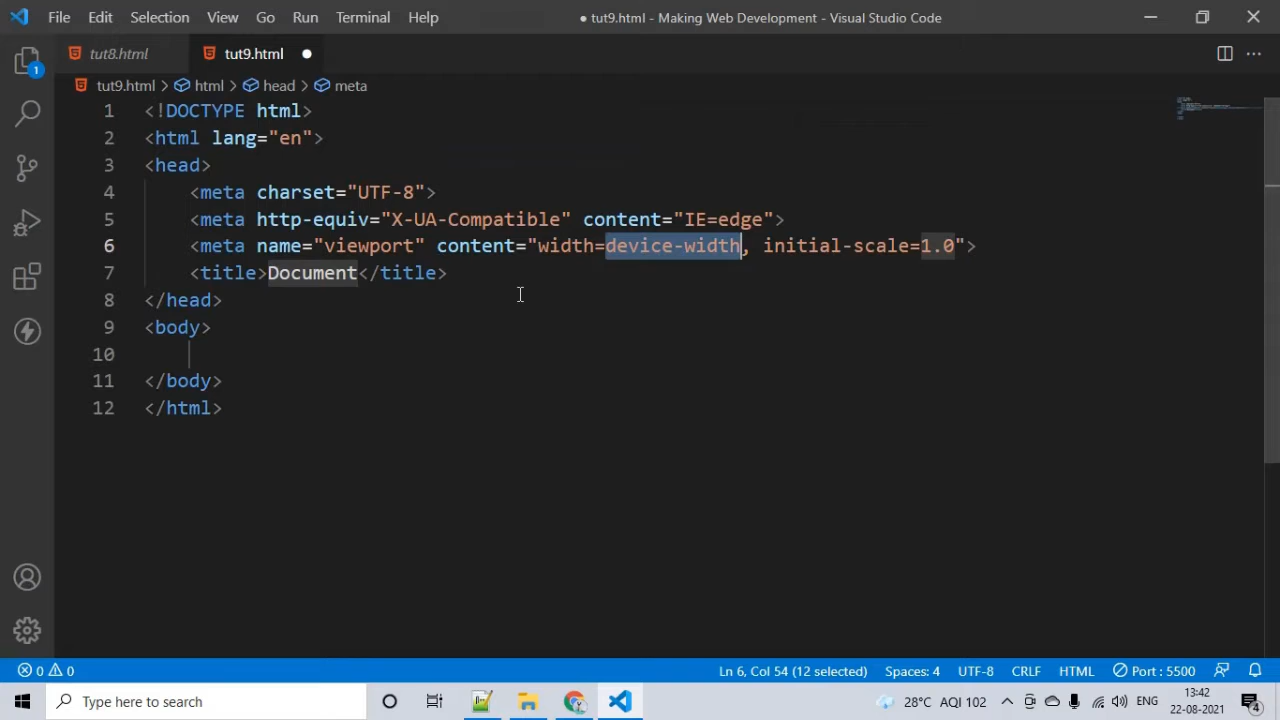 File Edit Selection View Go Run Terminal Help ● tut9.html - Making Web Development - Visual Studio Code
tut8.html tut9.html
tut9.html > html > head > meta
1 <!DOCTYPE html>
2 <html lang="en">
3 <head>
4 <meta charset="UTF-8">
5 <meta http-equiv="X-UA-Compatible" content="IE=edge">
6 <meta name="viewport" content="width=device-width, initial-scale=1.0">
7 <title>Document</title>
8 </head>
9 <body>
10
11 </body>
12 </html>
1
0 0 Ln 6, Col 54 (12 selected) Spaces: 4 UTF-8 CRLF HTML Port : 5500
Type here to search 28°C AQI 102 ENG 13:42
22-08-2021 4